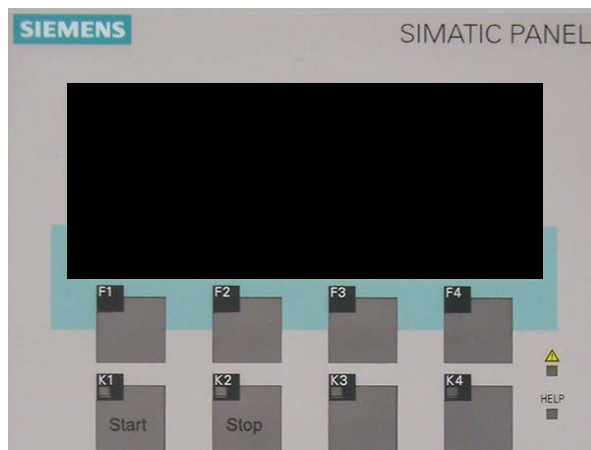 SIEMENS
SIMATIC PANEL
F1 F2 F3 F4
K1 K2 K3 K4
HELP
Start Stop